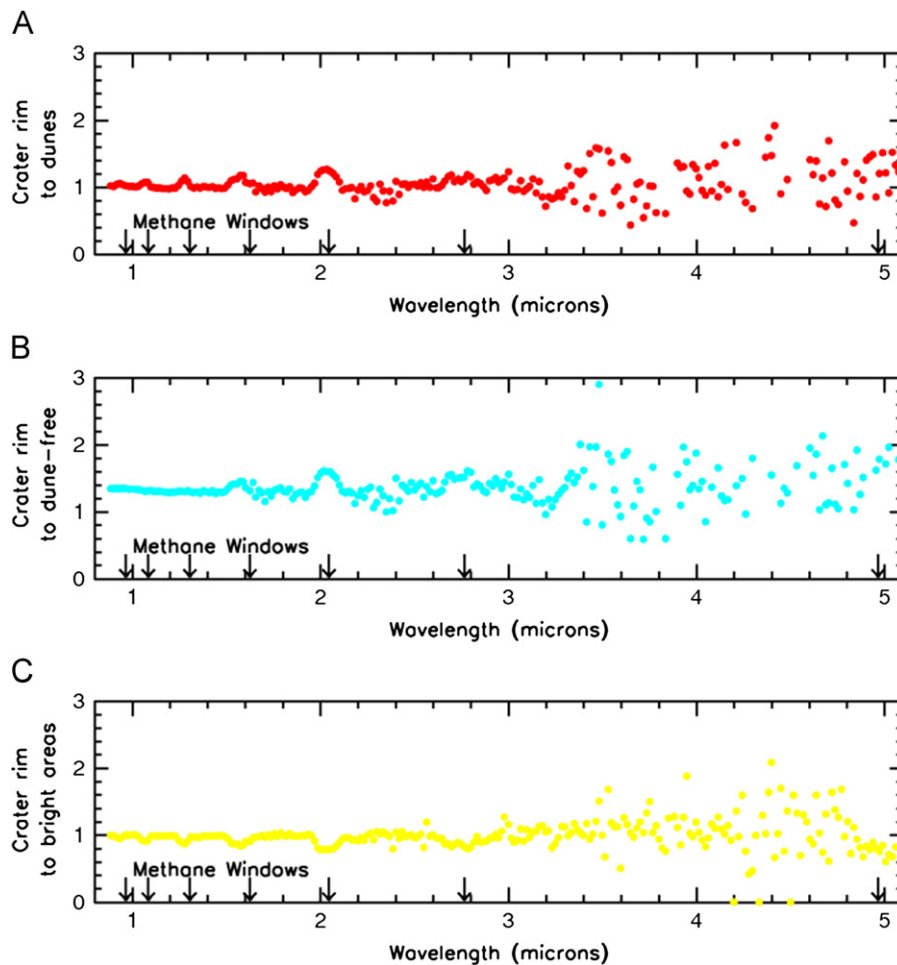 A
3
2
1
0
Crater rim
to dunes
Methane Windows
1 2 3 4 5
Wavelength (microns)
B
3
2
1
0
Crater rim
to dune-free
Methane Windows
1 2 3 4 5
Wavelength (microns)
C
3
2
1
0
Crater rim
to bright areas
Methane Windows
1 2 3 4 5
Wavelength (microns)